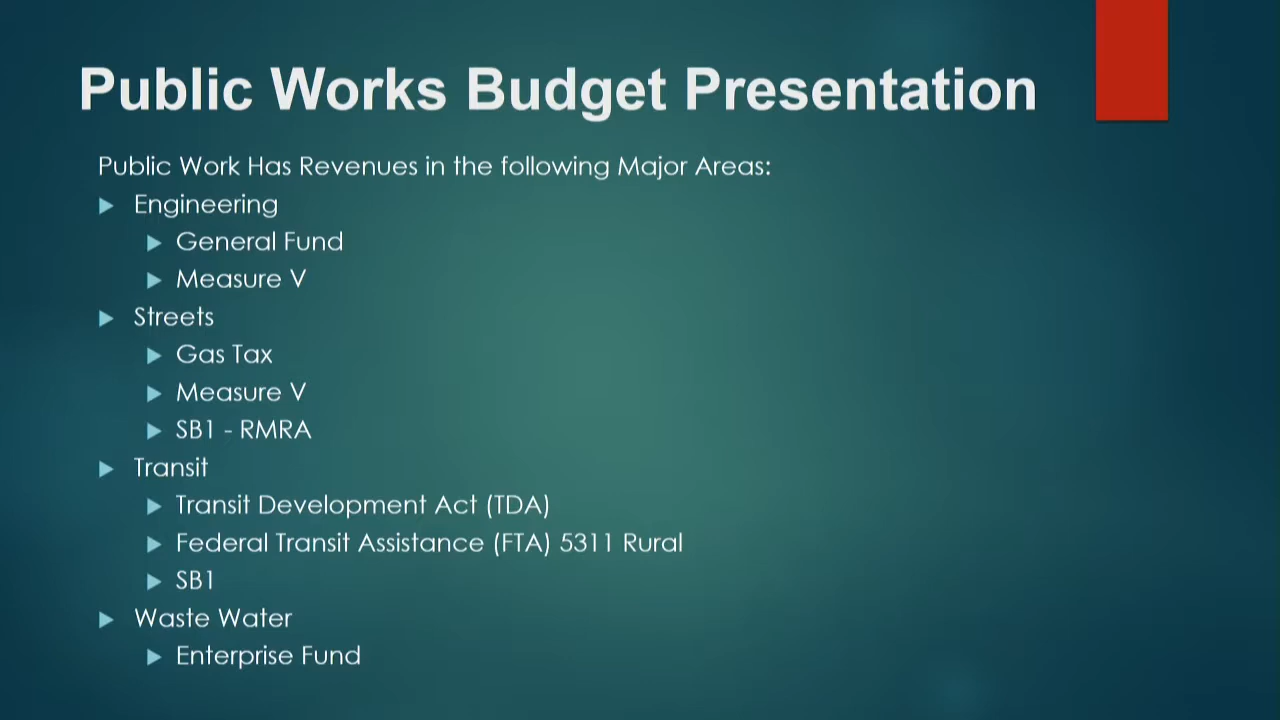 Public Works Budget Presentation
Public Work Has Revenues in the following Major Areas:
Engineering
General Fund
Measure V
Streets
Gas Tax
Measure V
SB1 - RMRA
Transit
Transit Development Act (TDA)
Federal Transit Assistance (FTA) 5311 Rural
SB1
Waste Water
Enterprise Fund